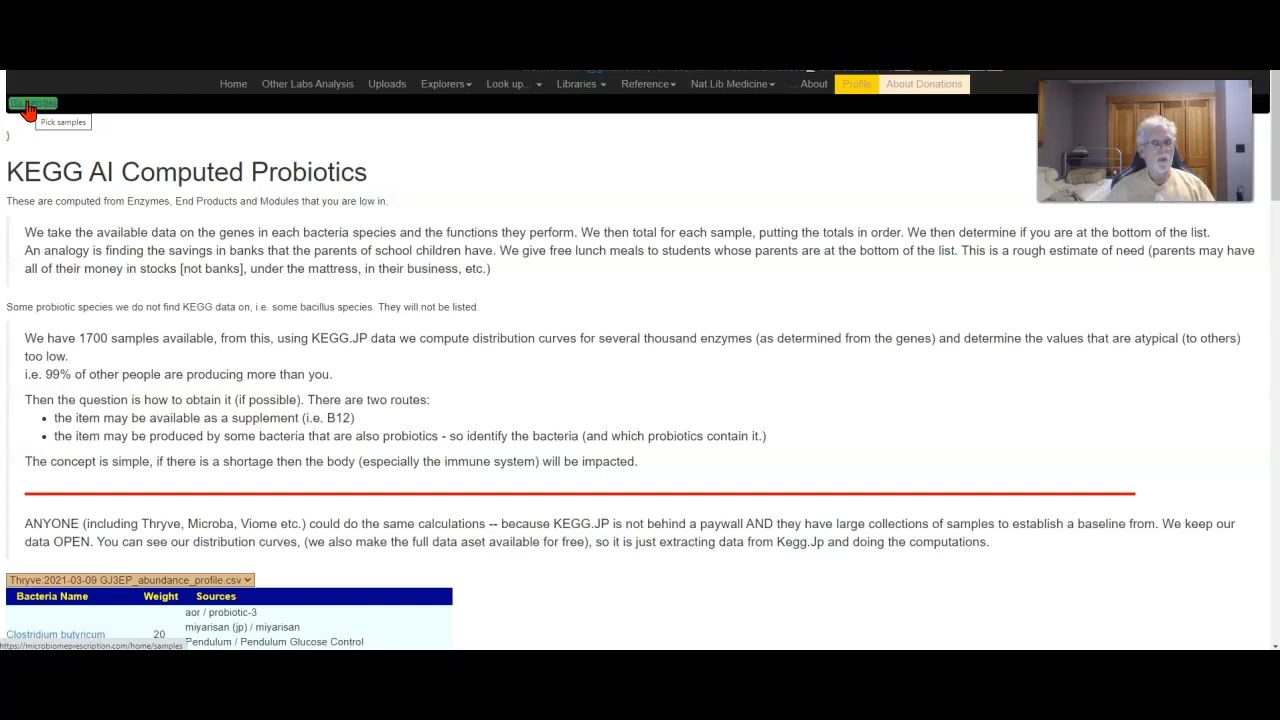 Home Other Labs Analysis Uploads Explorers Look up... Libraries Reference Nat.Lib.Medicine ... About Profile About Donations
Pick samples
}
KEGG AI Computed Probiotics
These are computed from Enzymes, End Products and Modules that you are low in.
We take the available data on the genes in each bacteria species and the functions they perform. We then total for each sample, putting the totals in order. We then determine if you are at the bottom of the list.
An analogy is finding the savings in banks that the parents of school children have. We give free lunch meals to students whose parents are at the bottom of the list. This is a rough estimate of need (parents may have
all of their money in stocks [not banks], under the mattress, in their business, etc.)
Some probiotic species we do not find KEGG data on, i.e. some bacillus species. They will not be listed.
We have 1700 samples available, from this, using KEGG.JP data we compute distribution curves for several thousand enzymes (as determined from the genes) and determine the values that are atypical (to others)
too low.
i.e. 99% of other people are producing more than you.
Then the question is how to obtain it (if possible). There are two routes:
• the item may be available as a supplement (i.e. B12)
• the item may be produced by some bacteria that are also probiotics - so identify the bacteria (and which probiotics contain it.)
The concept is simple, if there is a shortage then the body (especially the immune system) will be impacted.
ANYONE (including Thryve, Microba, Viome etc.) could do the same calculations -- because KEGG.JP is not behind a paywall AND they have large collections of samples to establish a baseline from. We keep our
data OPEN. You can see our distribution curves, (we also make the full data aset available for free), so it is just extracting data from Kegg.Jp and doing the computations.
Thryve:2021-03-09 GJ3EP_abundance_profile.csv
Bacteria Name Weight Sources
aor / probiotic-3
miyarisan (jp) / miyarisan
Clostridium butyricum 20
Pendulum / Pendulum Glucose Control
https://microbiomeprescription.com/home/samples